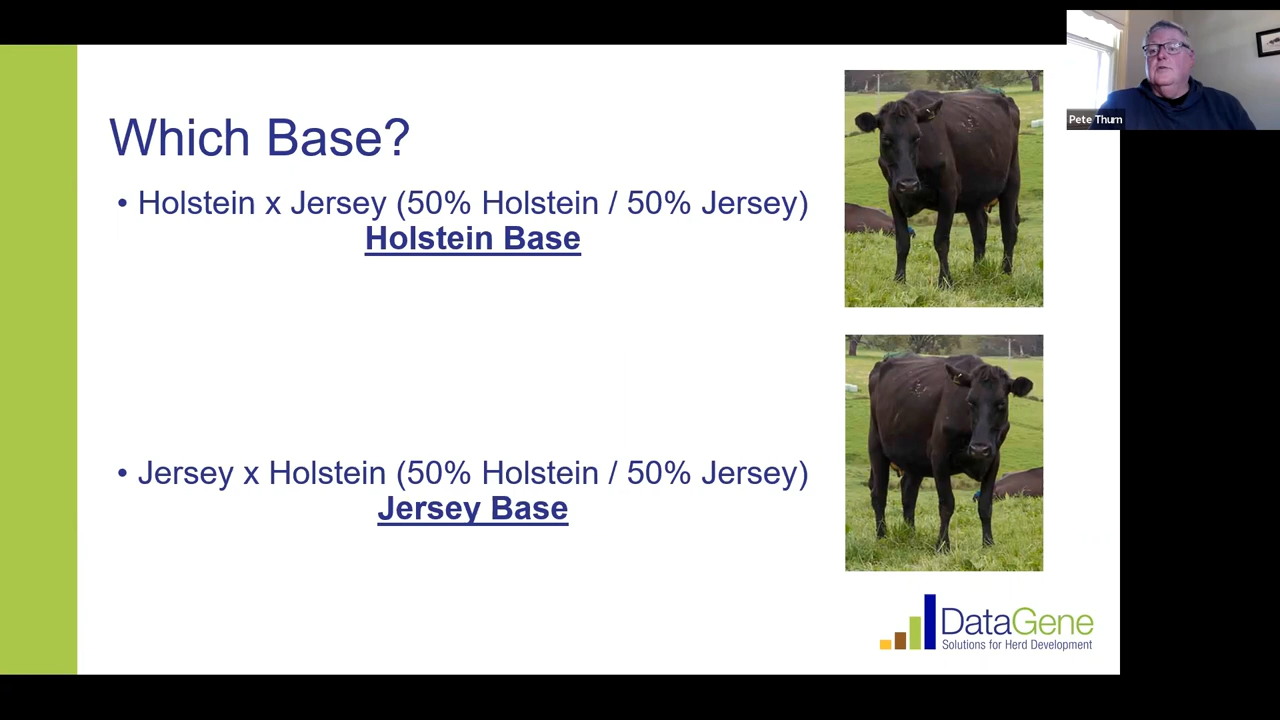 Which Base?
• Holstein x Jersey (50% Holstein / 50% Jersey)
Holstein Base
• Jersey x Holstein (50% Holstein / 50% Jersey)
Jersey Base
DataGene
Solutions for Herd Development
Pete Thurn